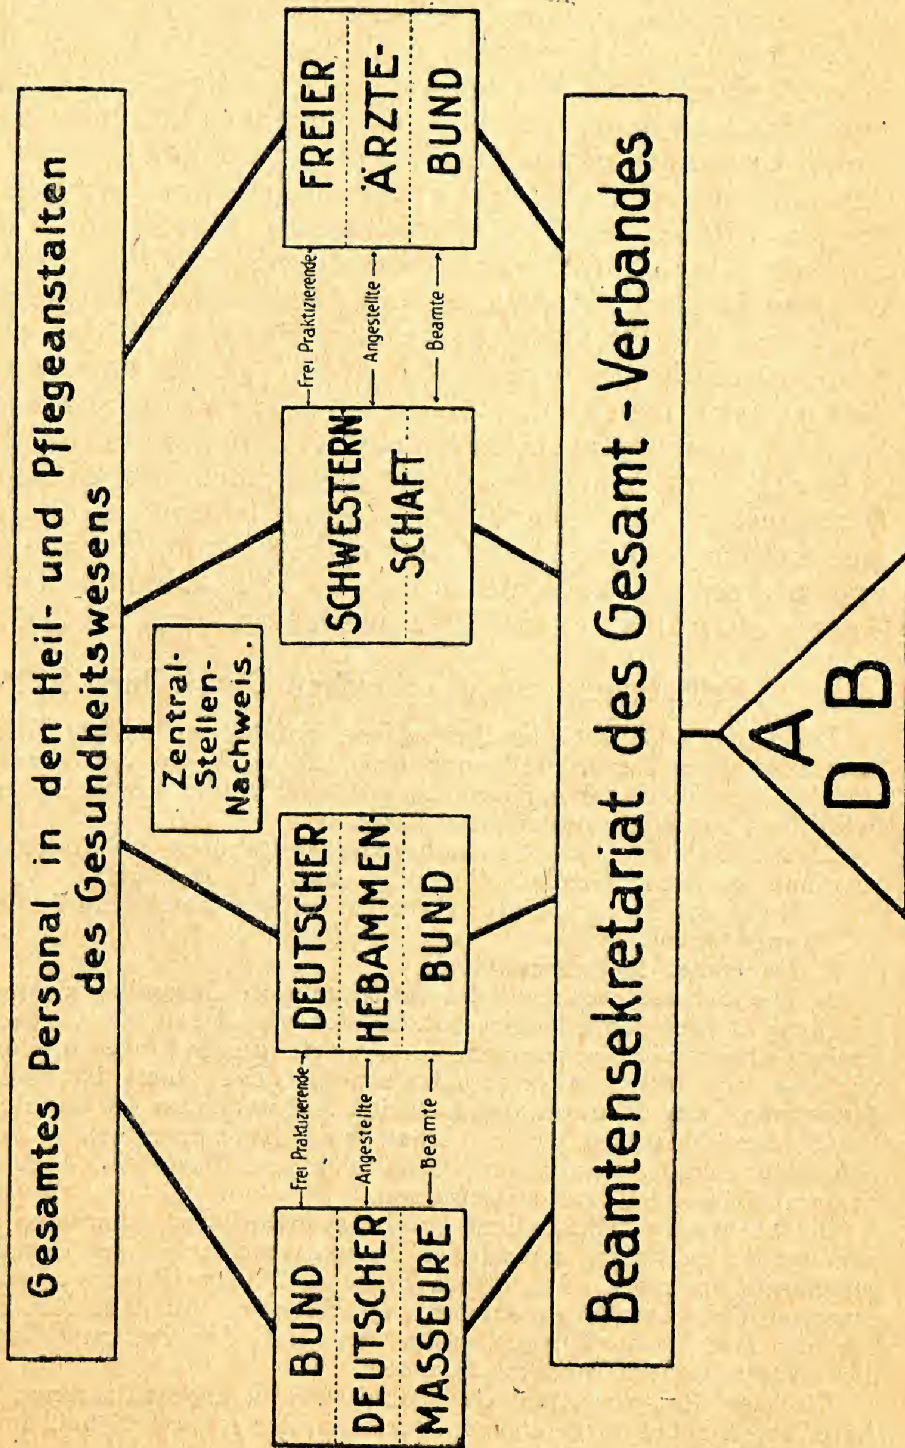 Gesamtes Personal in den Heil- und Pflegeanstalten
des Gesundheitswesens
Zentral-
Stellen-
Nachweis.
BUND
DEUTSCHER
MASSEURE
Frei Praktizierende
Angestellte
Beamte
DEUTSCHER
HEBAMMEN-
BUND
SCHWESTERN-
SCHAFT
Frei Praktizierende
Angestellte
Beamte
FREIER
ÄRZTE-
BUND
Beamtensekretariat des Gesamt-Verbandes
A
D B